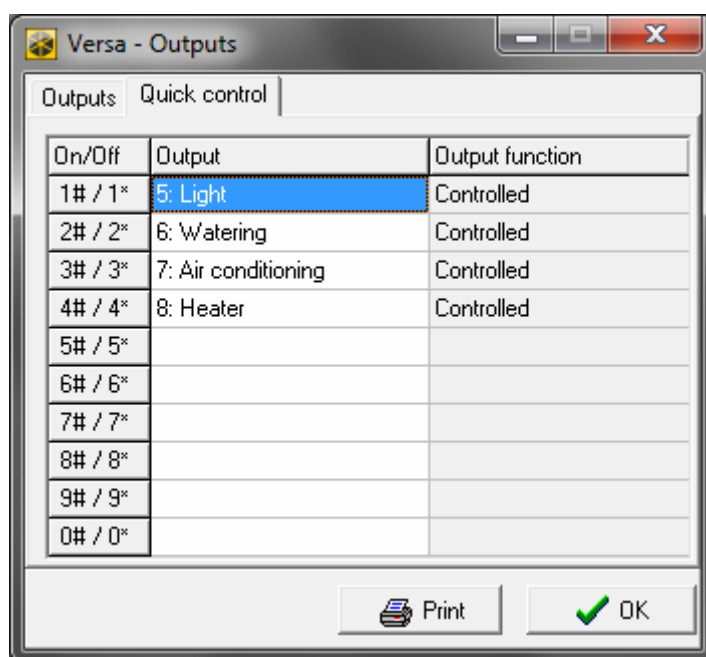 Versa - Outputs
Outputs Quick control
On/Off Output Output function
1# / 1* 5: Light Controlled
2# / 2* 6: Watering Controlled
3# / 3* 7: Air conditioning Controlled
4# / 4* 8: Heater Controlled
5# / 5*
6# / 6*
7# / 7*
8# / 8*
9# / 9*
0# / 0*
Print OK